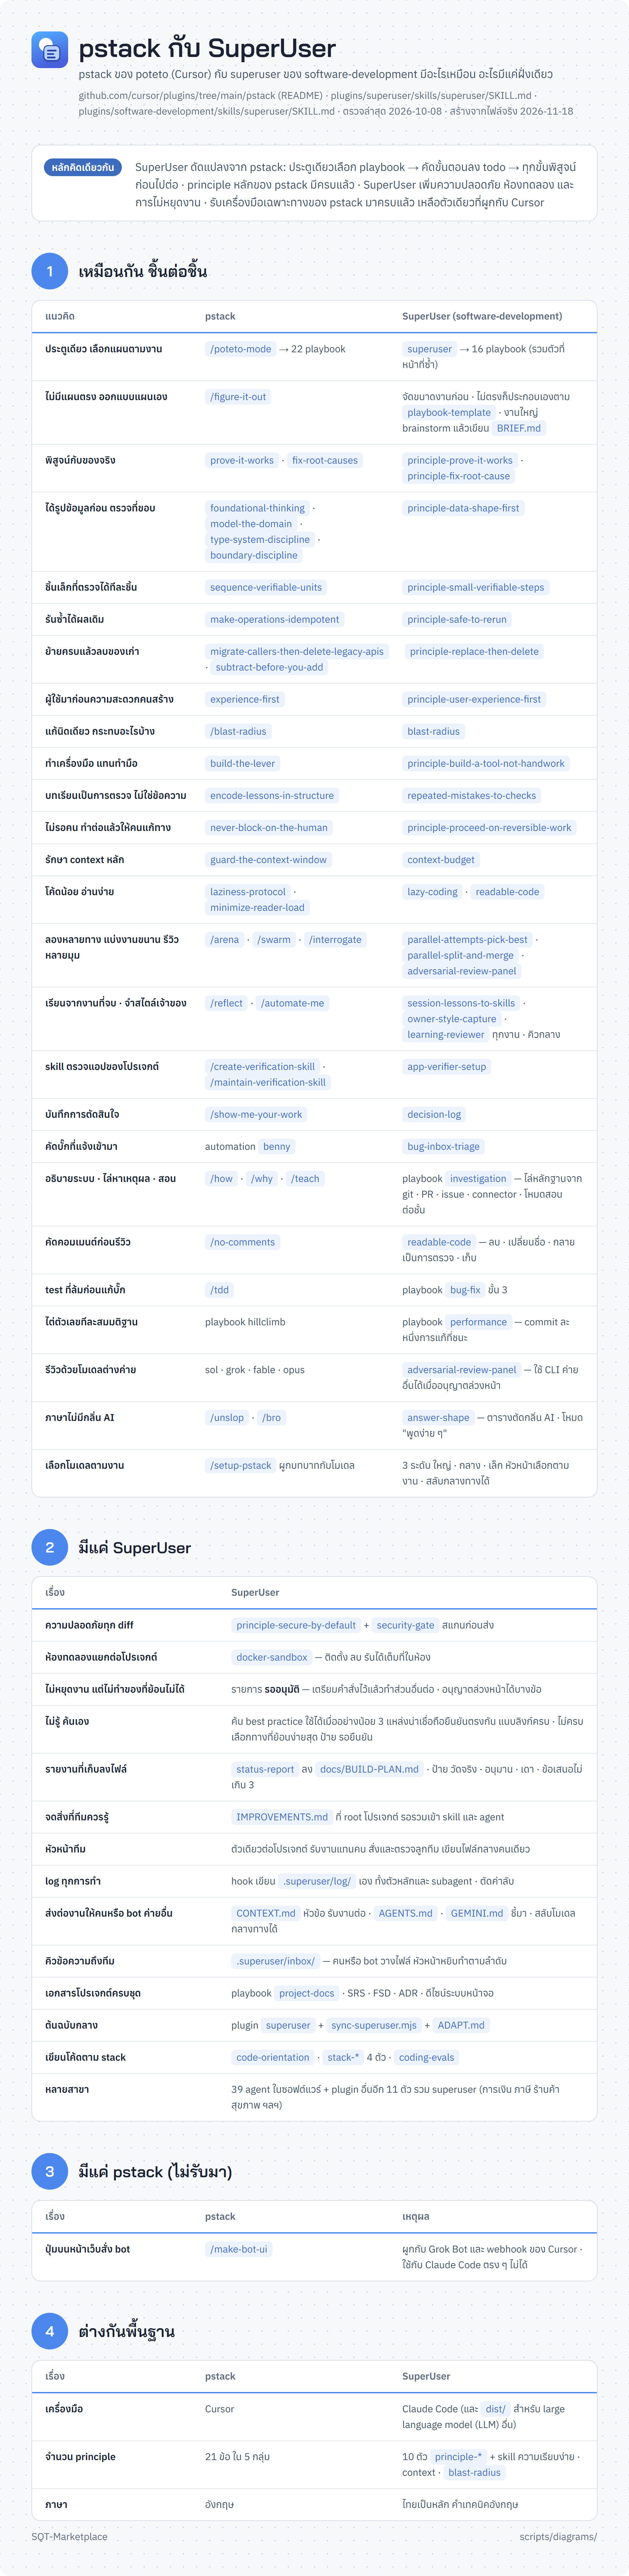 pstack กับ SuperUser
pstack ของ poteto (Cursor) กับ superuser ของ software-development มีอะไรเหมือน อะไรมีแค่ฝั่งเดียว
github.com/cursor/plugins/tree/main/pstack (README) · plugins/superuser/skills/superuser/SKILL.md ·
plugins/software-development/skills/superuser/SKILL.md · ตรวจล่าสุด 2026-10-08 · สร้างจากไฟล์จริง 2026-11-18
หลักคิดเดียวกัน
SuperUser ดัดแปลงจาก pstack: ประตูเดียวเลือก playbook → คัดขั้นตอนลง todo → ทุกขั้นพิสูจน์
ก่อนไปต่อ · principle หลักของ pstack มีครบแล้ว · SuperUser เพิ่มความปลอดภัย ห้องทดลอง และ
การไม่หยุดงาน · รับเครื่องมือเฉพาะทางของ pstack มาครบแล้ว เหลือตัวเดียวที่ผูกกับ Cursor
1 เหมือนกัน ชิ้นต่อชิ้น
แนวคิด pstack SuperUser (software-development)
ประตูเดียว เลือกแผนตามงาน /poteto-mode → 22 playbook superuser → 16 playbook (รวมตัวที่
หน้าที่ซ้ำ)
ไม่มีแผนตรง ออกแบบแผนเอง /figure-it-out จัดขนาดงานก่อน · ไม่ตรงก็ประกอบเองตาม
playbook-template · งานใหญ่
brainstorm แล้วเขียน BRIEF.md
พิสูจน์กับของจริง prove-it-works · fix-root-causes principle-prove-it-works ·
principle-fix-root-cause
ได้รูปข้อมูลก่อน ตรวจที่ขอบ foundational-thinking · principle-data-shape-first
model-the-domain ·
type-system-discipline ·
boundary-discipline
ชิ้นเล็กที่ตรวจได้ทีละชิ้น sequence-verifiable-units principle-small-verifiable-steps
รันซ้ำได้ผลเดิม make-operations-idempotent principle-safe-to-rerun
ย้ายครบแล้วลบของเก่า migrate-callers-then-delete-legacy-apis principle-replace-then-delete
· subtract-before-you-add
ผู้ใช้มาก่อนความสะดวกคนสร้าง experience-first principle-user-experience-first
แก้นิดเดียว กระทบอะไรบ้าง /blast-radius blast-radius
ทำเครื่องมือ แทนทำมือ build-the-lever principle-build-a-tool-not-handwork
บทเรียนเป็นการตรวจ ไม่ใช่ข้อความ encode-lessons-in-structure repeated-mistakes-to-checks
ไม่รอคน ทำต่อแล้วให้คนแก้ทาง never-block-on-the-human principle-proceed-on-reversible-work
รักษา context หลัก guard-the-context-window context-budget
โค้ดน้อย อ่านง่าย laziness-protocol · lazy-coding · readable-code
minimize-reader-load
ลองหลายทาง แบ่งงานขนาน รีวิว /arena · /swarm · /interrogate parallel-attempts-pick-best ·
หลายมุม parallel-split-and-merge ·
adversarial-review-panel
เรียนจากงานที่จบ · จำสไตล์เจ้าของ /reflect · /automate-me session-lessons-to-skills ·
owner-style-capture ·
learning-reviewer ทุกงาน · คิวกลาง
skill ตรวจแอปของโปรเจกต์ /create-verification-skill · app-verifier-setup
/maintain-verification-skill
บันทึกการตัดสินใจ /show-me-your-work decision-log
คัดบั๊กที่แจ้งเข้ามา automation benny bug-inbox-triage
อธิบายระบบ · ไล่หาเหตุผล · สอน /how · /why · /teach playbook investigation — ไล่หลักฐานจาก
git · PR · issue · connector · โหมดสอน
ต่อชั้น
คัดคอมเมนต์ก่อนรีวิว /no-comments readable-code — ลบ · เปลี่ยนชื่อ · กลาย
เป็นการตรวจ · เก็บ
test ที่ล้มก่อนแก้บั๊ก /tdd playbook bug-fix ขั้น 3
ไต่ตัวเลขทีละสมมติฐาน playbook hillclimb playbook performance — commit ละ
หนึ่งการแก้ที่ชนะ
รีวิวด้วยโมเดลต่างค่าย sol · grok · fable · opus adversarial-review-panel — ใช้ CLI ค่าย
อื่นได้เมื่ออนุญาตล่วงหน้า
ภาษาไม่มีกลิ่น AI /unslop · /bro answer-shape — ตารางตัดกลิ่น AI · โหมด
"พูดง่าย ๆ"
เลือกโมเดลตามงาน /setup-pstack ผูกบทบาทกับโมเดล 3 ระดับ ใหญ่ · กลาง · เล็ก หัวหน้าเลือกตาม
งาน · สลับกลางทางได้
2 มีแค่ SuperUser
เรื่อง SuperUser
ความปลอดภัยทุก diff principle-secure-by-default + security-gate สแกนก่อนส่ง
ห้องทดลองแยกต่อโปรเจกต์ docker-sandbox — ติดตั้ง ลบ รันได้เต็มที่ในห้อง
ไม่หยุดงาน แต่ไม่ทำของที่ย้อนไม่ได้ รายการ รออนุมัติ — เตรียมคำสั่งไว้แล้วทำส่วนอื่นต่อ · อนุญาตล่วงหน้าได้บางข้อ
ไม่รู้ ค้นเอง ค้น best practice ใช้ได้เมื่ออย่างน้อย 3 แหล่งน่าเชื่อถือยืนยันตรงกัน แนบลิงก์ครบ · ไม่ครบ
เลือกทางที่ย้อนง่ายสุด ป้าย รอยืนยัน
รายงานที่เก็บลงไฟล์ status-report ลง docs/BUILD-PLAN.md · ป้าย วัดจริง · อนุมาน · เดา · ข้อเสนอไม่
เกิน 3
จดสิ่งที่ทีมควรรู้ IMPROVEMENTS.md ที่ root โปรเจกต์ รอรวมเข้า skill และ agent
หัวหน้าทีม ตัวเดียวต่อโปรเจกต์ รับงานแทนคน สั่งและตรวจลูกทีม เขียนไฟล์กลางคนเดียว
log ทุกการทำ hook เขียน .superuser/log/ เอง ทั้งตัวหลักและ subagent · ตัดค่าลับ
ส่งต่องานให้คนหรือ bot ค่ายอื่น CONTEXT.md หัวข้อ รับงานต่อ · AGENTS.md · GEMINI.md ชี้มา · สลับโมเดล
กลางทางได้
คิวข้อความถึงทีม .superuser/inbox/ — คนหรือ bot วางไฟล์ หัวหน้าหยิบทำตามลำดับ
เอกสารโปรเจกต์ครบชุด playbook project-docs · SRS · FSD · ADR · ดีไซน์ระบบหน้าจอ
ต้นฉบับกลาง plugin superuser + sync-superuser.mjs + ADAPT.md
เขียนโค้ดตาม stack code-orientation · stack-* 4 ตัว · coding-evals
หลายสาขา 39 agent ในซอฟต์แวร์ + plugin อื่นอีก 11 ตัว รวม superuser (การเงิน ภาษี ร้านค้า
สุขภาพ ฯลฯ)
3 มีแค่ pstack (ไม่รับมา)
เรื่อง pstack เหตุผล
ปุ่มบนหน้าเว็บสั่ง bot /make-bot-ui ผูกกับ Grok Bot และ webhook ของ Cursor ·
ใช้กับ Claude Code ตรง ๆ ไม่ได้
4 ต่างกันพื้นฐาน
เรื่อง pstack SuperUser
เครื่องมือ Cursor Claude Code (และ dist/ สำหรับ large
language model (LLM) อื่น)
จำนวน principle 21 ข้อ ใน 5 กลุ่ม 10 ตัว principle-* + skill ความเรียบง่าย ·
context · blast-radius
ภาษา อังกฤษ ไทยเป็นหลัก คำเทคนิคอังกฤษ
SQT-Marketplace scripts/diagrams/